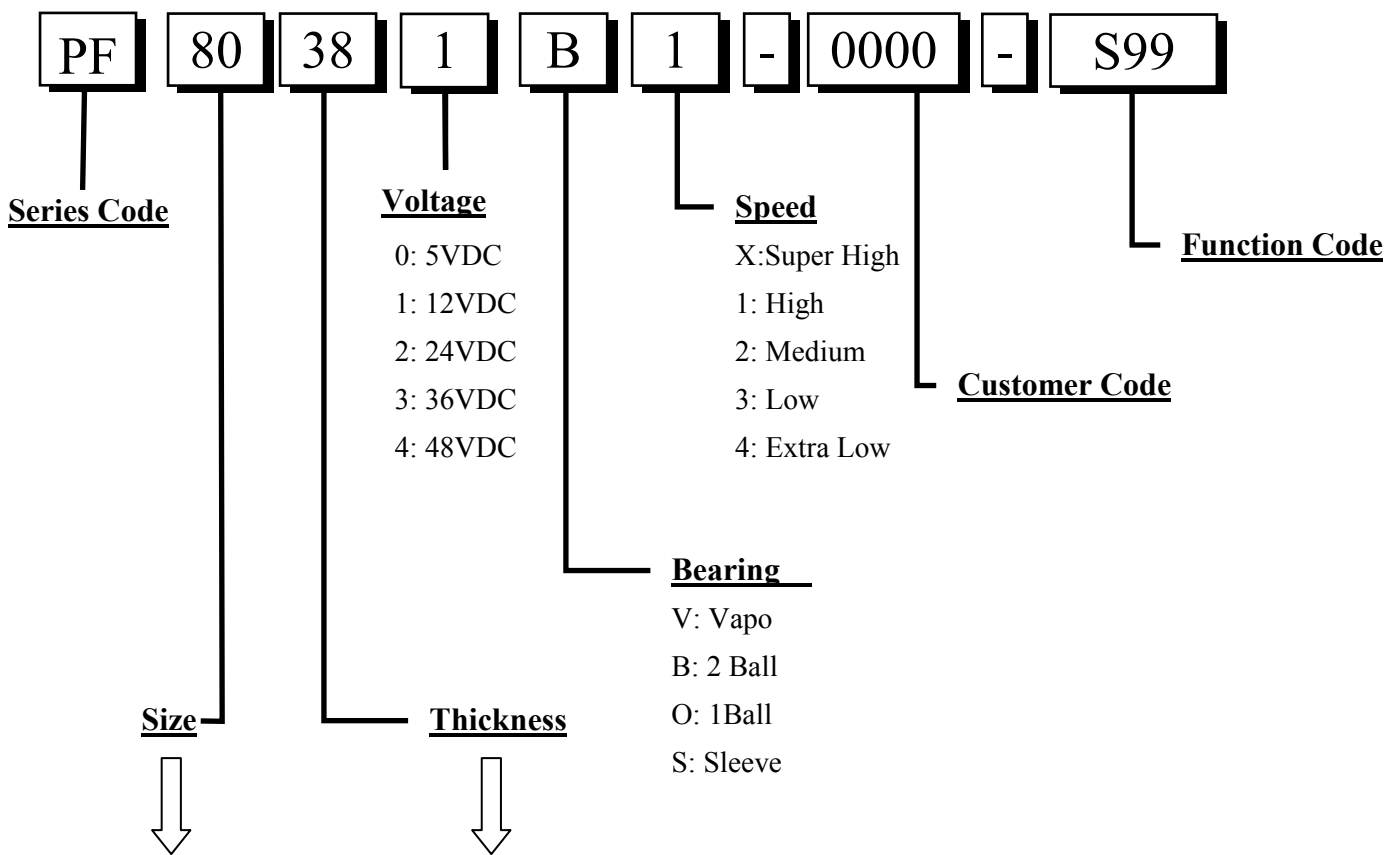 PF 80 38 1 B 1 - 0000 - S99
Series Code
Voltage
0: 5VDC
1: 12VDC
2: 24VDC
3: 36VDC
4: 48VDC
Speed
X:Super High
1: High
2: Medium
3: Low
4: Extra Low
Function Code
Customer Code
Bearing
V: Vapo
B: 2 Ball
O: 1Ball
S: Sleeve
Size
Thickness